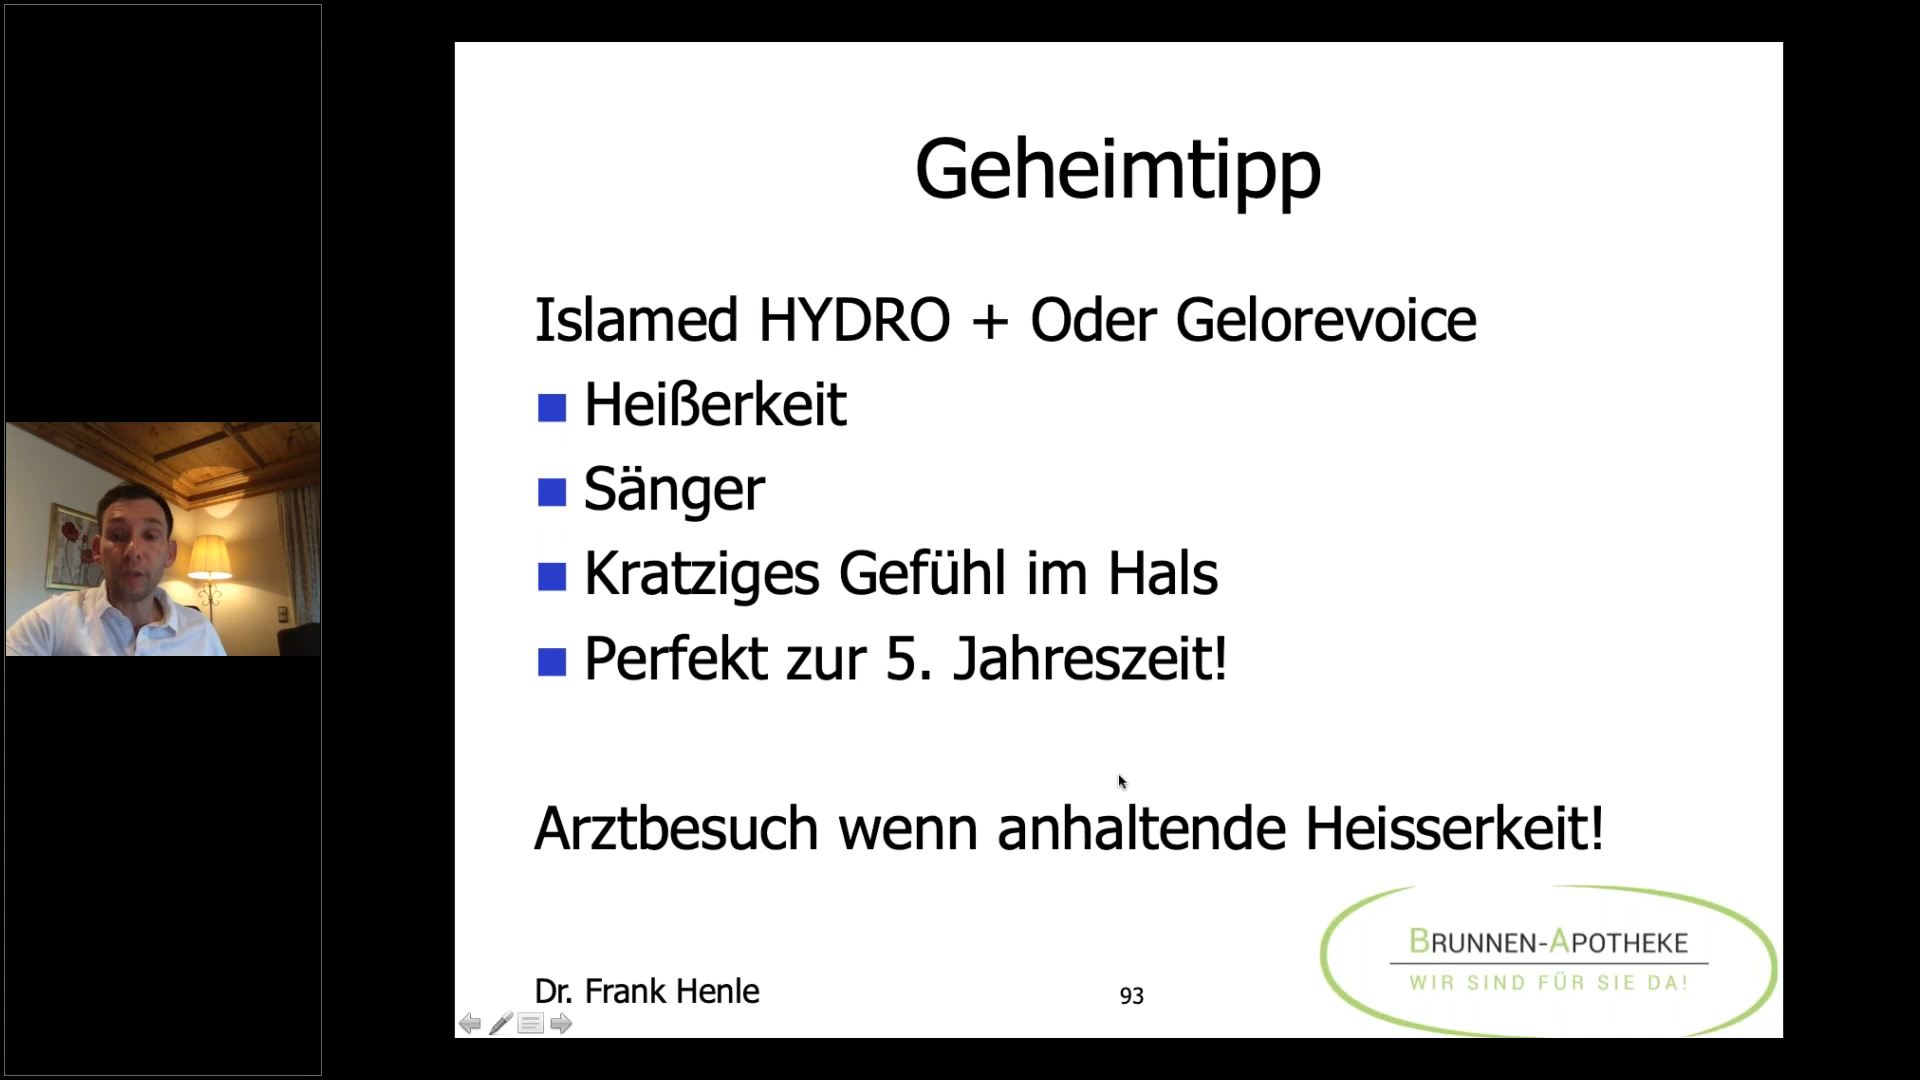 Geheimtipp
Islamed HYDRO + Oder Gelorevoice
Heißerkeit
Sänger
Kratziges Gefühl im Hals
Perfekt zur 5. Jahreszeit!
Arztbesuch wenn anhaltende Heisserkeit!
BRUNNEN-APOTHEKE
WIR SIND FÜR SIE DA!
Dr. Frank Henle
93